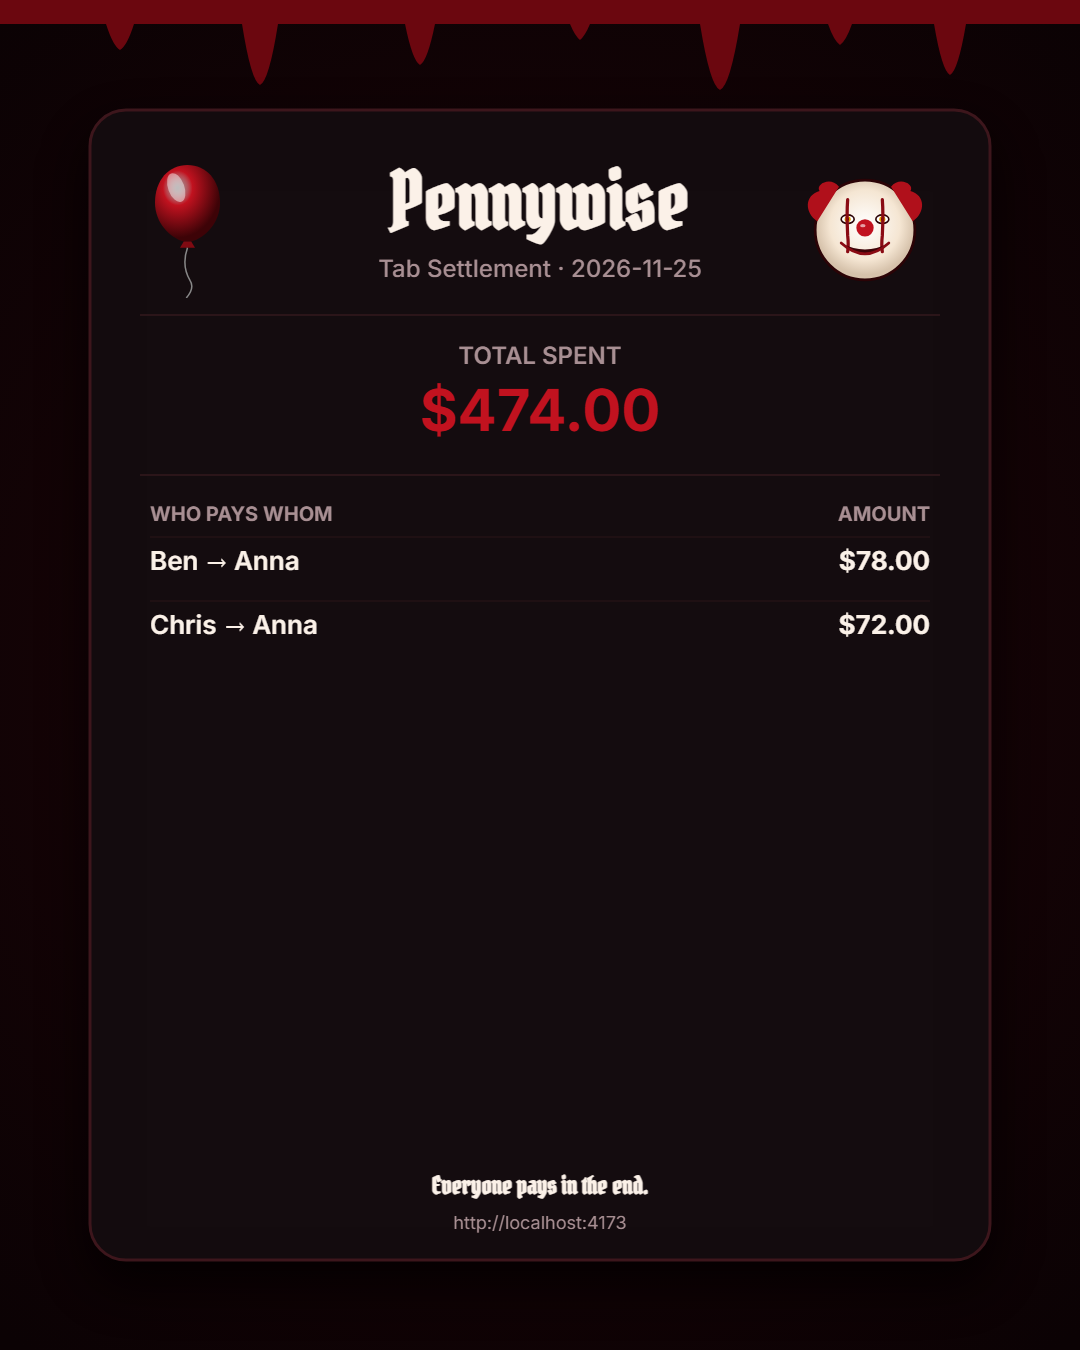 Pennywise
Tab Settlement · 2026-11-25
TOTAL SPENT
$474.00
WHO PAYS WHOM AMOUNT
Ben → Anna $78.00
Chris → Anna $72.00
Everyone pays in the end.
http://localhost:4173